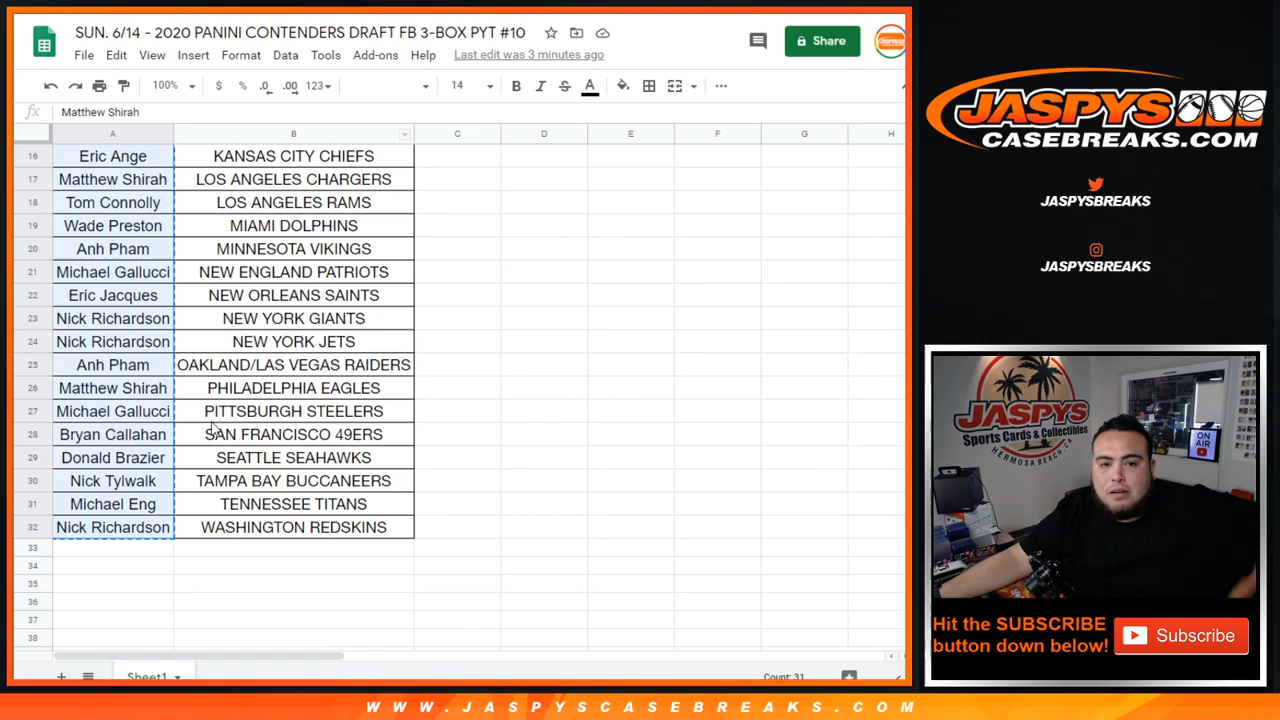 SUN. 6/14 - 2020 PANINI CONTENDERS DRAFT FB 3-BOX PYT #10
File Edit View Insert Format Data Tools Add-ons Help Last edit was 3 minutes ago
Share
100% $ % .0 .00 123 14 B I S A
fx Matthew Shirah
A B C D E F G H
16 Eric Ange KANSAS CITY CHIEFS
17 Matthew Shirah LOS ANGELES CHARGERS
18 Tom Connolly LOS ANGELES RAMS
19 Wade Preston MIAMI DOLPHINS
20 Anh Pham MINNESOTA VIKINGS
21 Michael Gallucci NEW ENGLAND PATRIOTS
22 Eric Jacques NEW ORLEANS SAINTS
23 Nick Richardson NEW YORK GIANTS
24 Nick Richardson NEW YORK JETS
25 Anh Pham OAKLAND/LAS VEGAS RAIDERS
26 Matthew Shirah PHILADELPHIA EAGLES
27 Michael Gallucci PITTSBURGH STEELERS
28 Bryan Callahan SAN FRANCISCO 49ERS
29 Donald Brazier SEATTLE SEAHAWKS
30 Nick Tylwalk TAMPA BAY BUCCANEERS
31 Michael Eng TENNESSEE TITANS
32 Nick Richardson WASHINGTON REDSKINS
33
34
35
36
37
38
Sheet1 Count: 31
JASPYS
CASEBREAKS.COM
JASPYSBREAKS
JASPYSBREAKS
JASPYS
Sports Cards & Collectibles
HERMOSA BEACH, CA
ON AIR
Hit the SUBSCRIBE
button down below!
Subscribe
WWW.JASPYSCASEBREAKS.COM